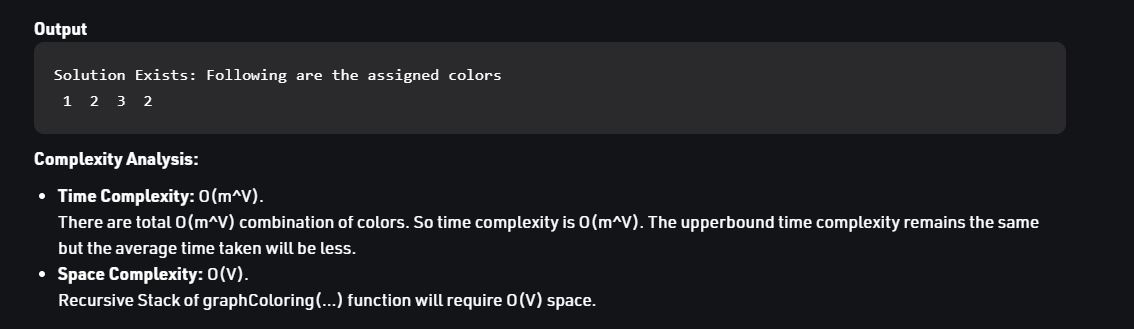 Output
Solution Exists: Following are the assigned colors
1 2 3 2
Complexity Analysis:
• Time Complexity: O(m^V).
There are total O(m^V) combination of colors. So time complexity is O(m^V). The upperbound time complexity remains the same
but the average time taken will be less.
• Space Complexity: O(V).
Recursive Stack of graphColoring(...) function will require O(V) space.